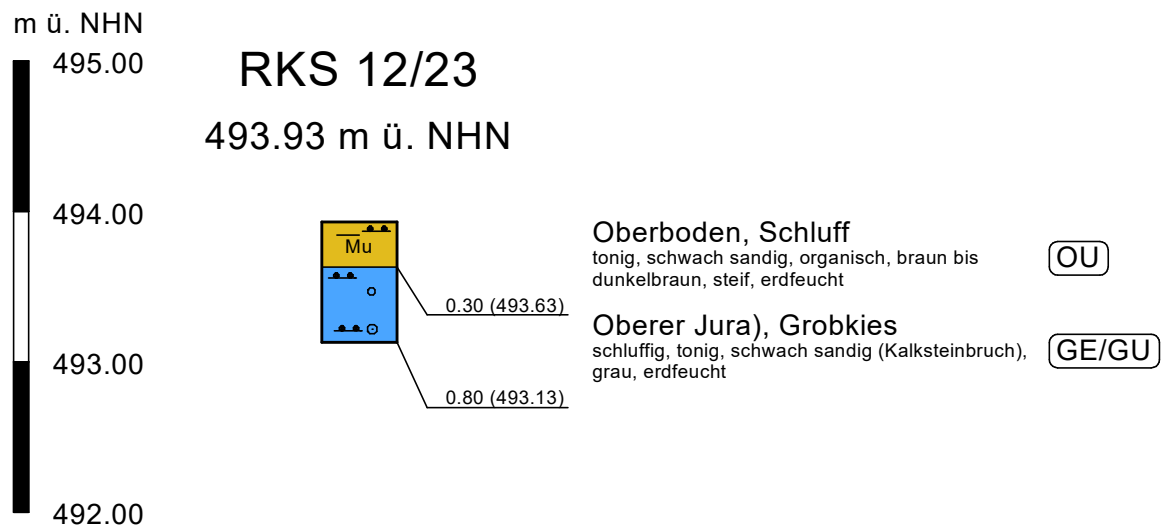 m ü. NHN
495.00
RKS 12/23
493.93 m ü. NHN
494.00
Mu
Oberboden, Schluff
tonig, schwach sandig, organisch, braun bis
dunkelbraun, steif, erdfeucht
OU
0.30 (493.63)
Oberer Jura), Grobkies
schluffig, tonig, schwach sandig (Kalksteinbruch),
grau, erdfeucht
GE/GU
493.00
0.80 (493.13)
492.00